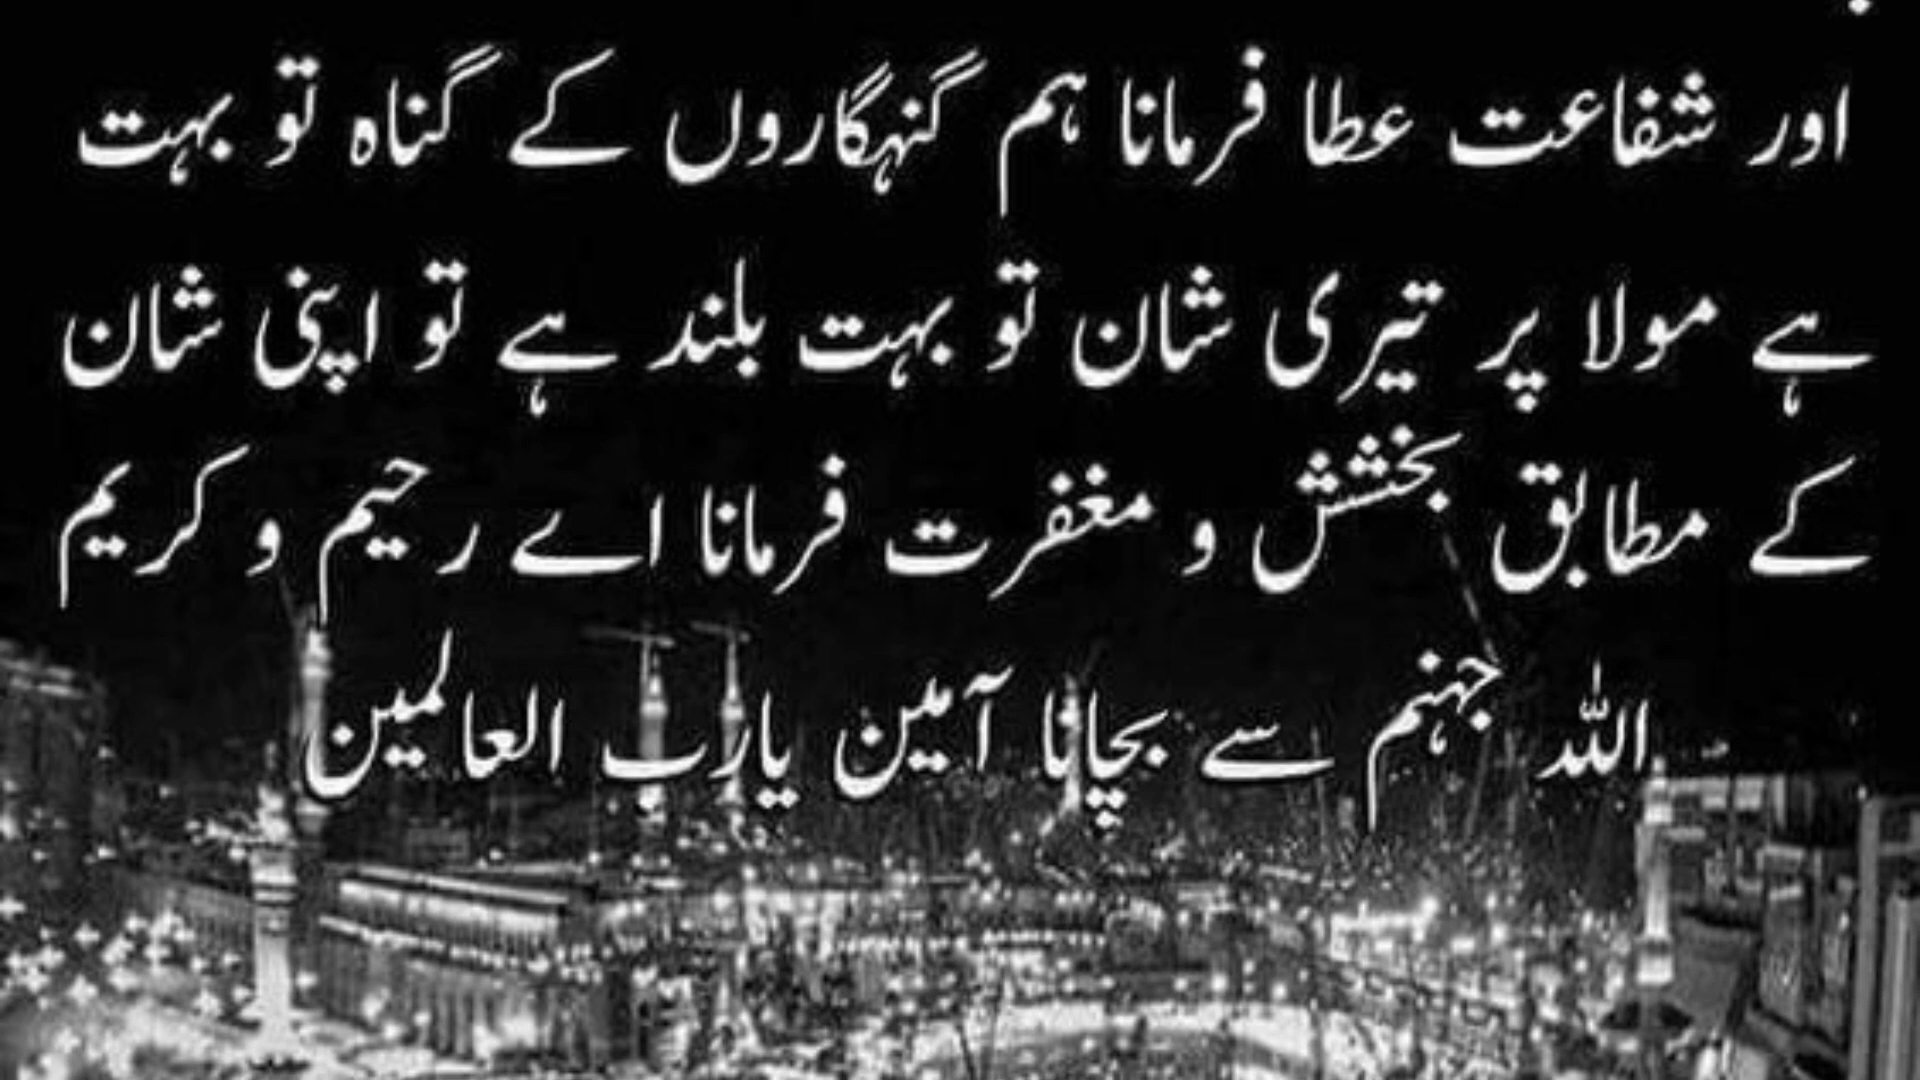 اور شفاعت عطا فرمانا ہم گنہگاروں کے گناہ تو بہت
ہے مولا پر تیری شان تو بہت بلند ہے تو اپنی شان
کے مطابق بخشش و مغفرت فرمانا اے رحیم و کریم
اللہ جہنم سے بچانا آمین یارب العالمین